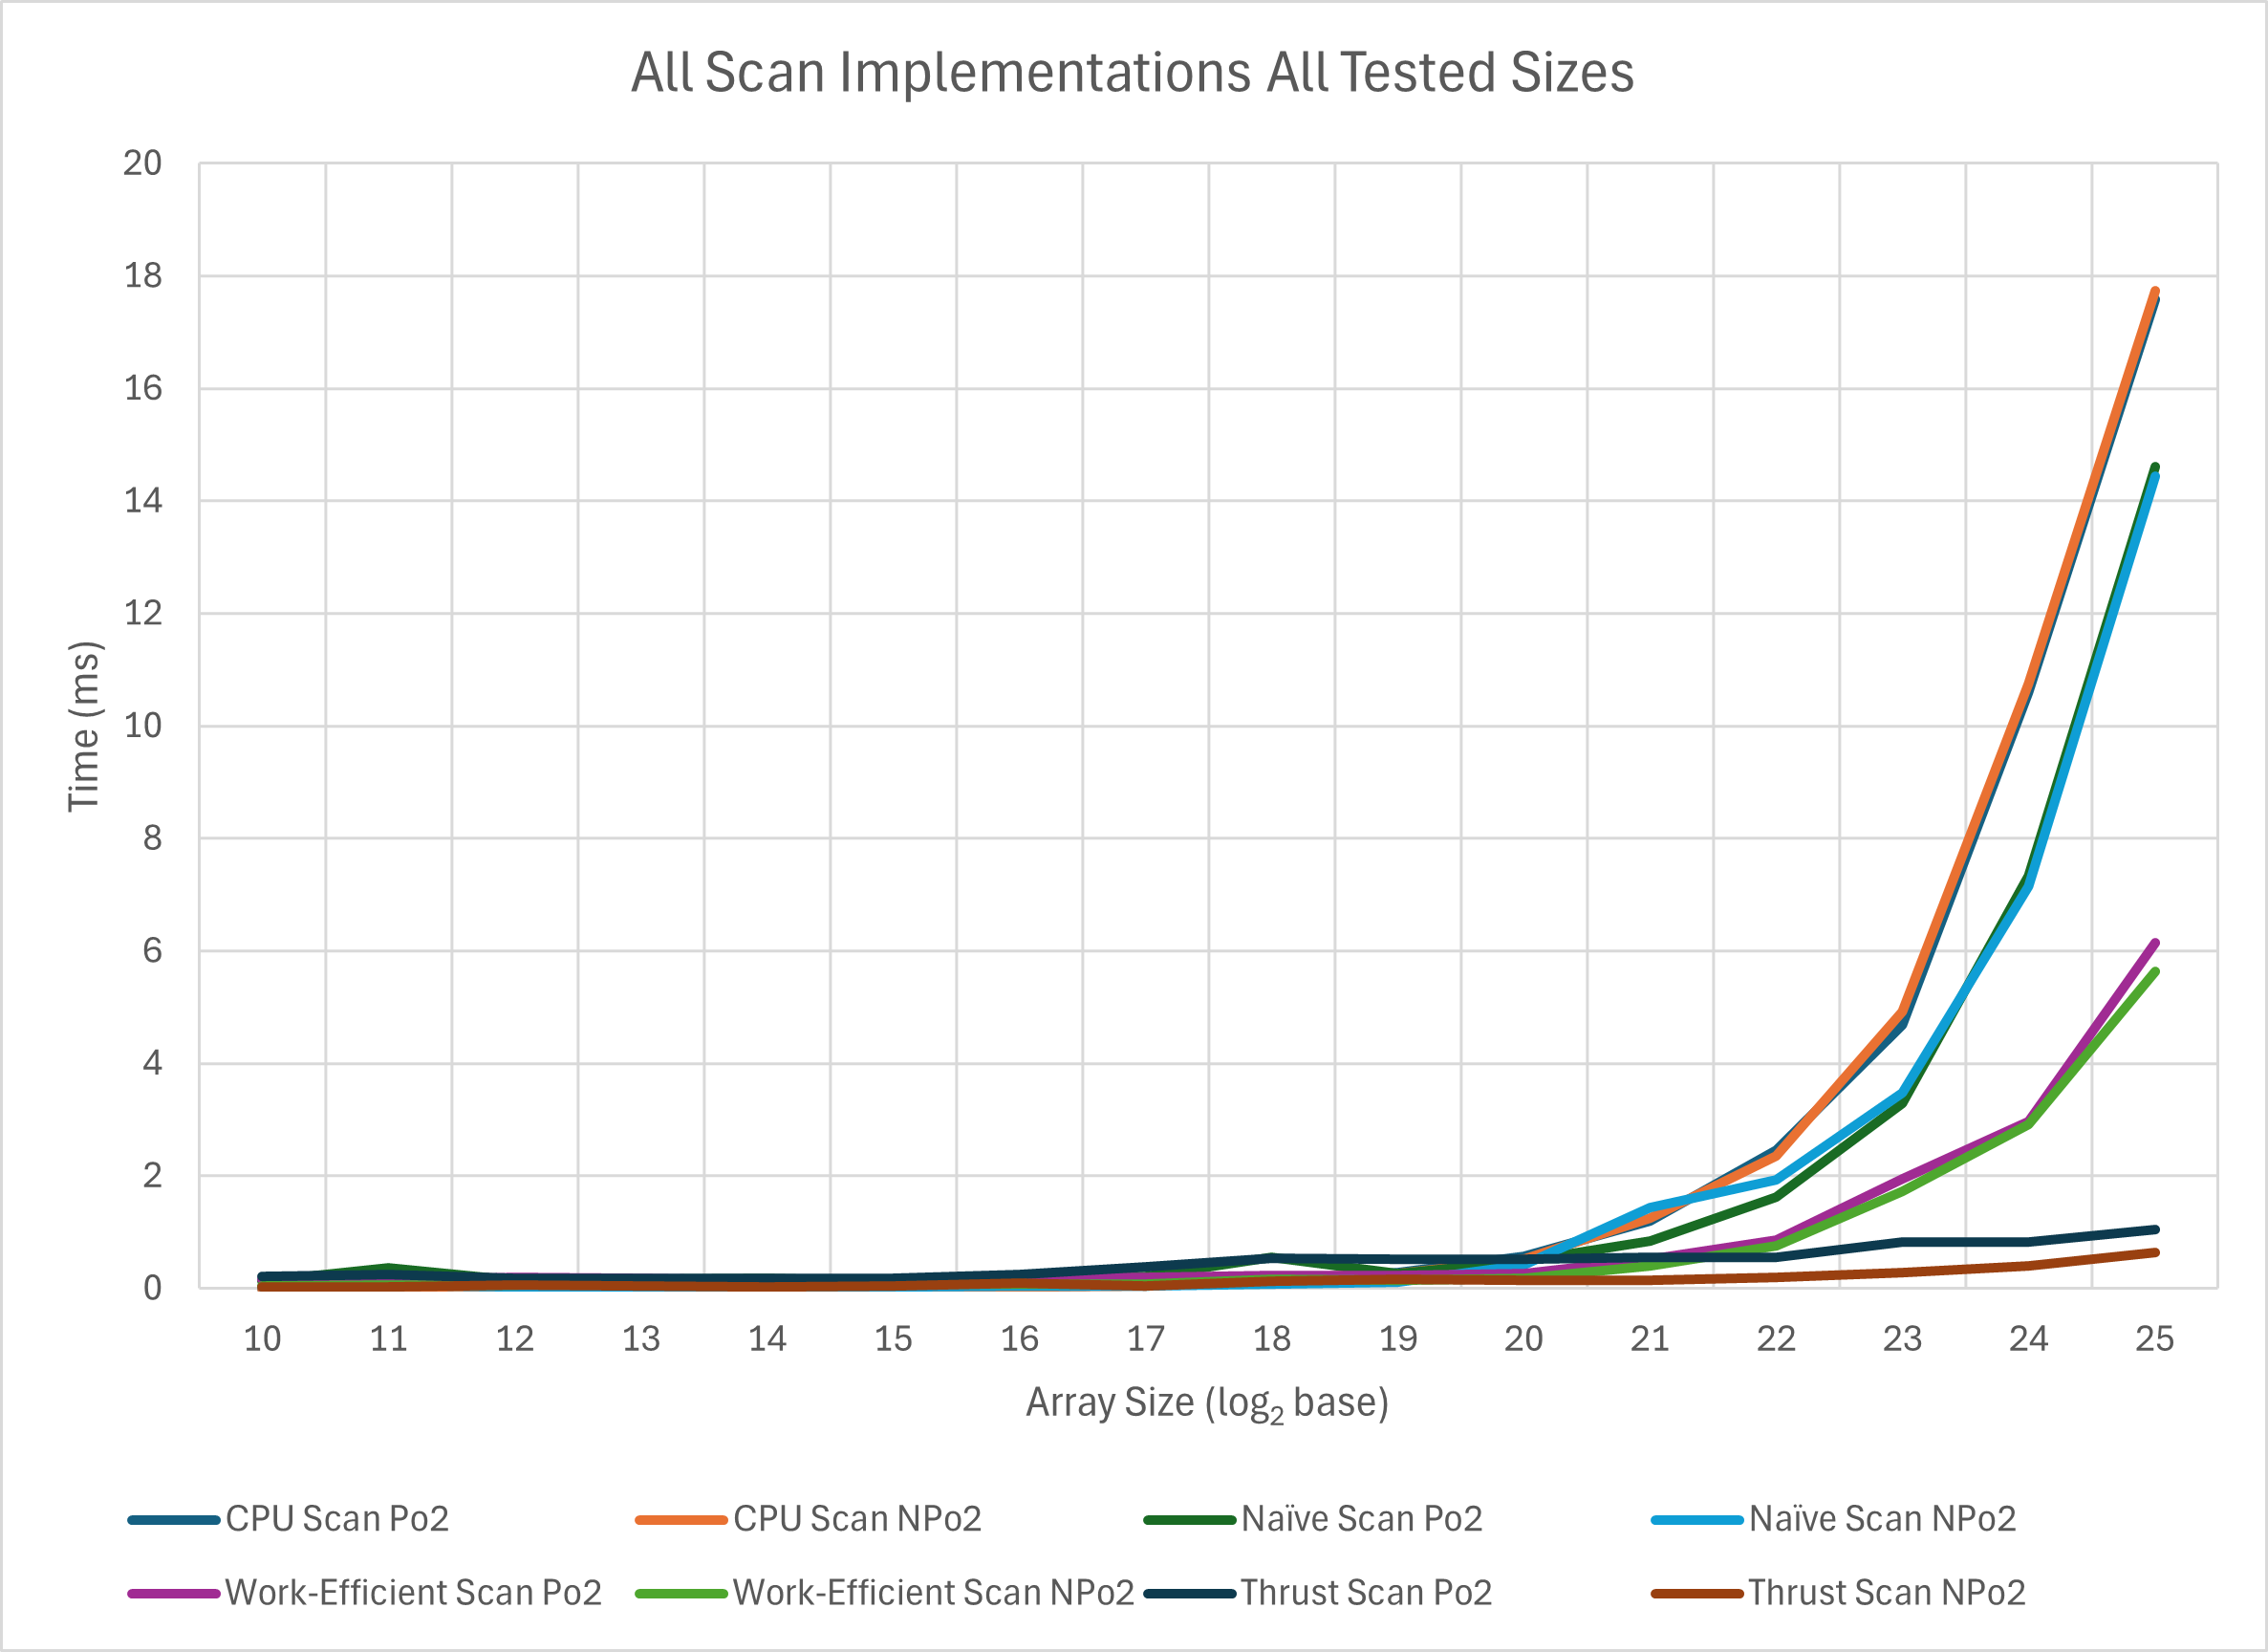 All Scan Implementations All Tested Sizes
20
18
16
14
12
10
8
6
4
2
0
Time (ms)
10 11 12 13 14 15 16 17 18 19 20 21 22 23 24 25
Array Size (log₂ base)
CPU Scan Po2 CPU Scan NPo2 Naïve Scan Po2 Naïve Scan NPo2
Work-Efficient Scan Po2 Work-Efficient Scan NPo2 Thrust Scan Po2 Thrust Scan NPo2